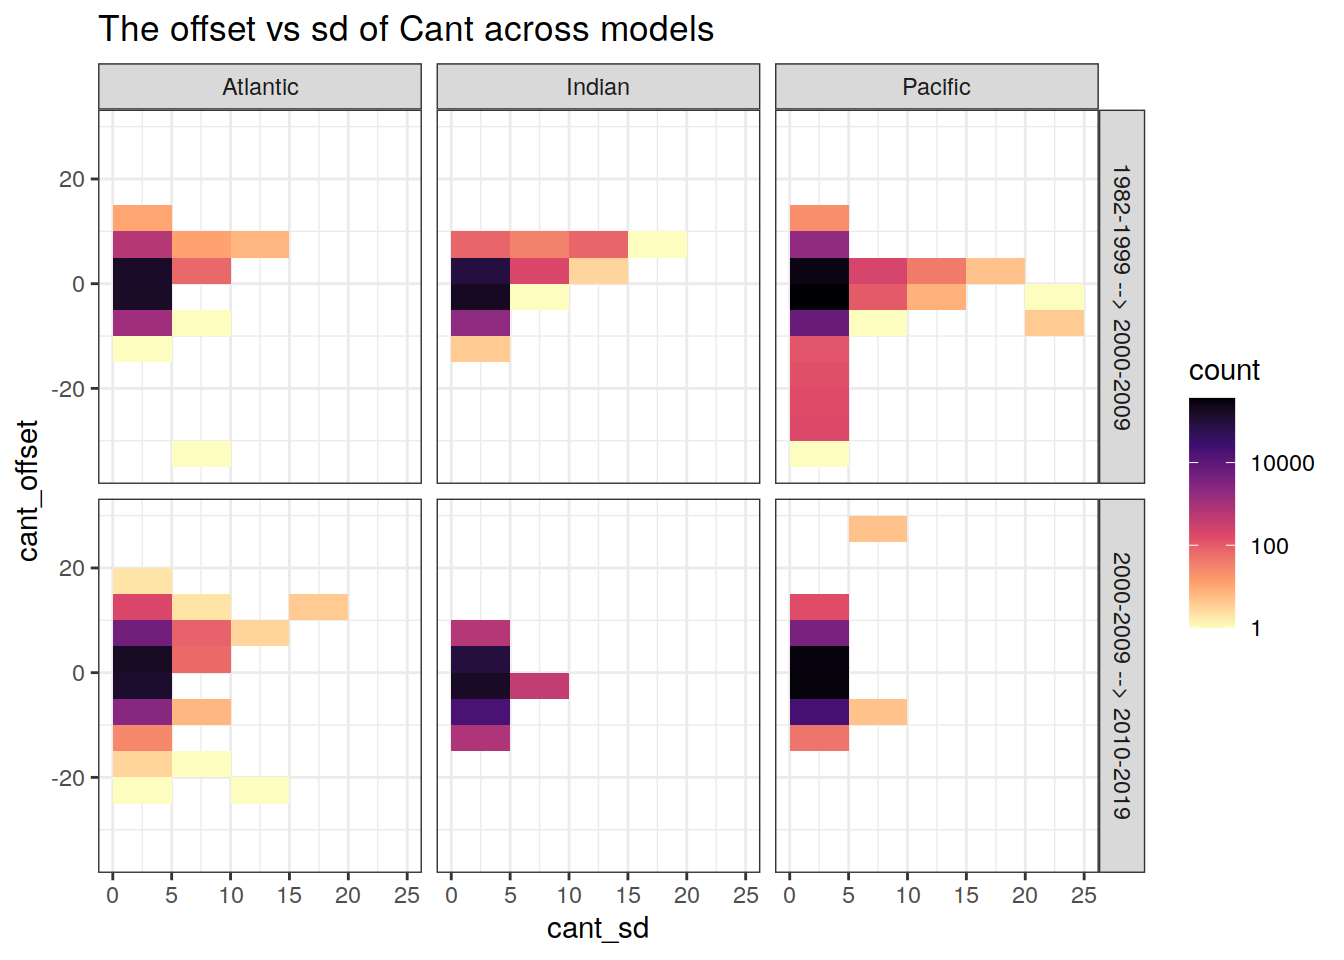 The offset vs sd of Cant across models
Atlantic
Indian
Pacific
20
0
-20
1982-1999 --> 2000-2009
20
0
-20
2000-2009 --> 2010-2019
0 5 10 15 20 25
0 5 10 15 20 25
0 5 10 15 20 25
cant_sd
cant_offset
count
10000
100
1